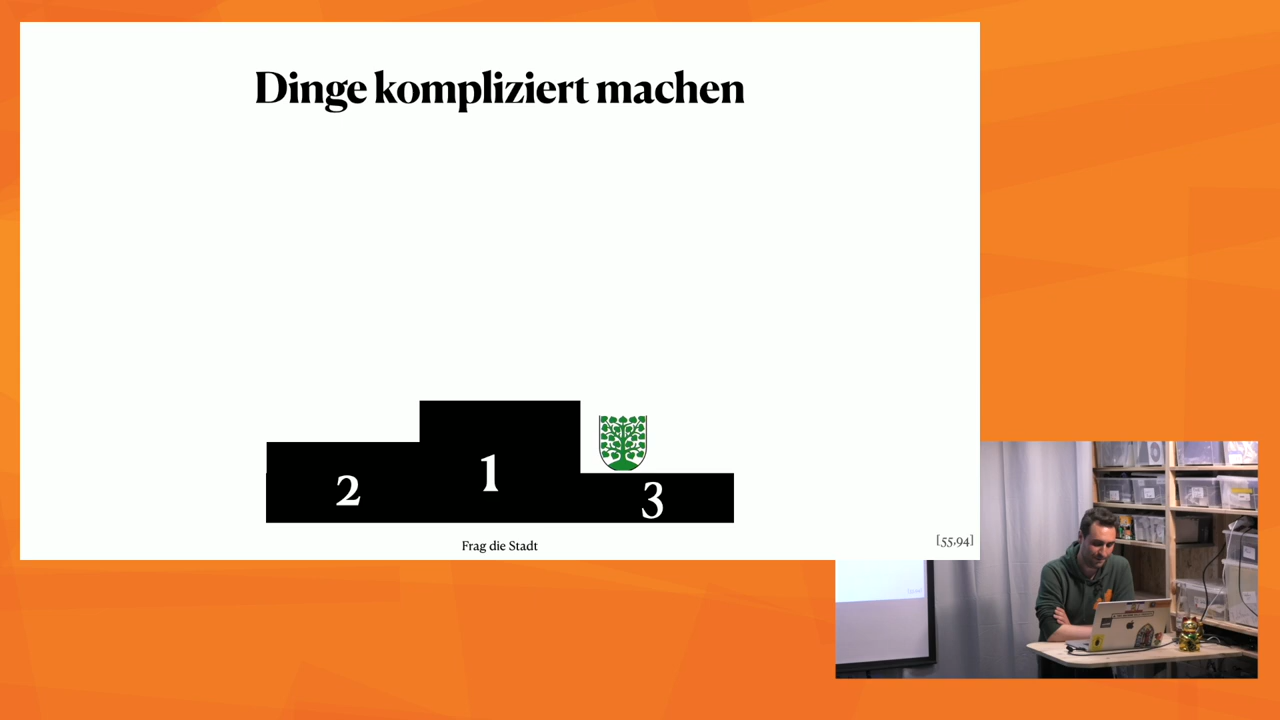 Dinge kompliziert machen
1
2
3
Frag die Stadt
[55,94]